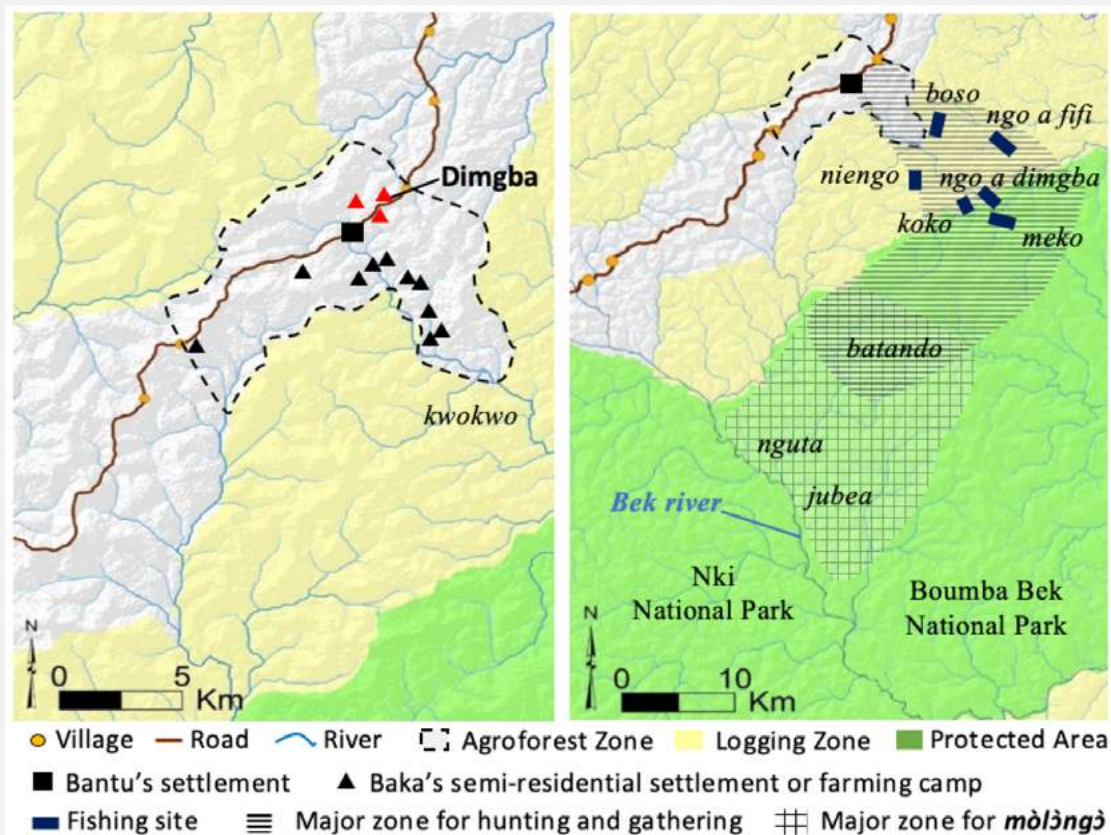 Dimgba
kwokwo
N
0 5
Km
boso
ngo a fifi
niengo
ngo a dimgba
koko
meko
batando
nguta
jubea
Bek river
Nki
National Park
Boumba Bek
National Park
N
0 10
Km
Village Road River Agroforest Zone Logging Zone Protected Area
Bantu's settlement Baka's semi-residential settlement or farming camp
Fishing site Major zone for hunting and gathering Major zone for mòlɔ̀ngɔ̀